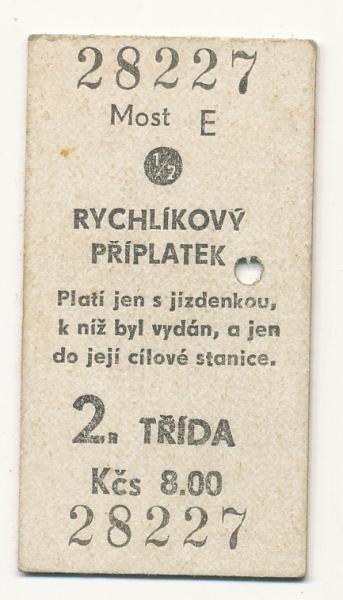 28227
Most E
1/2
RYCHLÍKOVÝ
PŘÍPLATEK
Platí jen s jízdenkou,
k níž byl vydán, a jen
do její cílové stanice.
2. TŘÍDA
Kčs 8.00
28227